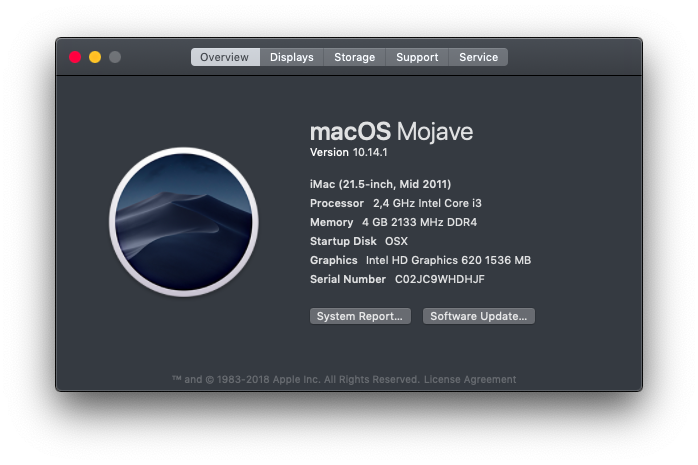 Overview Displays Storage Support Service
macOS Mojave
Version 10.14.1
iMac (21.5-inch, Mid 2011)
Processor 2,4 GHz Intel Core i3
Memory 4 GB 2133 MHz DDR4
Startup Disk OSX
Graphics Intel HD Graphics 620 1536 MB
Serial Number C02JC9WHDHJF
System Report... Software Update...
™ and © 1983-2018 Apple Inc. All Rights Reserved. License Agreement